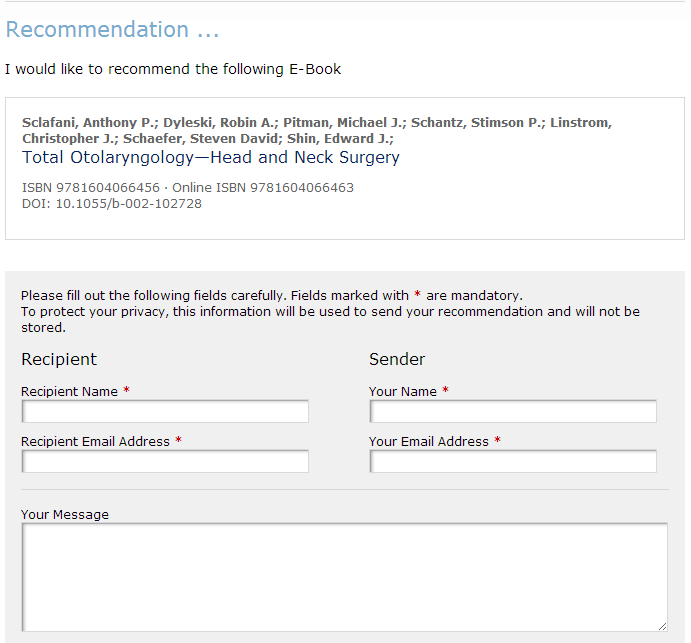 Recommendation ...
I would like to recommend the following E-Book
Sclafani, Anthony P.; Dyleski, Robin A.; Pitman, Michael J.; Schantz, Stimson P.; Linstrom,
Christopher J.; Schaefer, Steven David; Shin, Edward J.;
Total Otolaryngology—Head and Neck Surgery
ISBN 9781604066456 · Online ISBN 9781604066463
DOI: 10.1055/b-002-102728
Please fill out the following fields carefully. Fields marked with * are mandatory.
To protect your privacy, this information will be used to send your recommendation and will not be
stored.
Recipient
Recipient Name *
Recipient Email Address *
Sender
Your Name *
Your Email Address *
Your Message